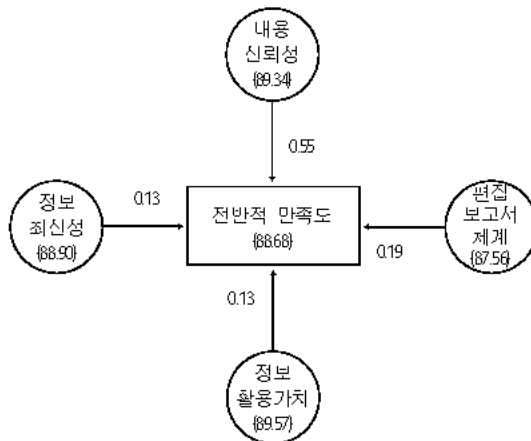 내용
신뢰성
(89.34)
0.55
정보
최신성
(88.90)
0.13
전반적 만족도
(88.68)
편집
보고서
체계
(87.56)
0.19
0.13
정보
활용가치
(89.57)